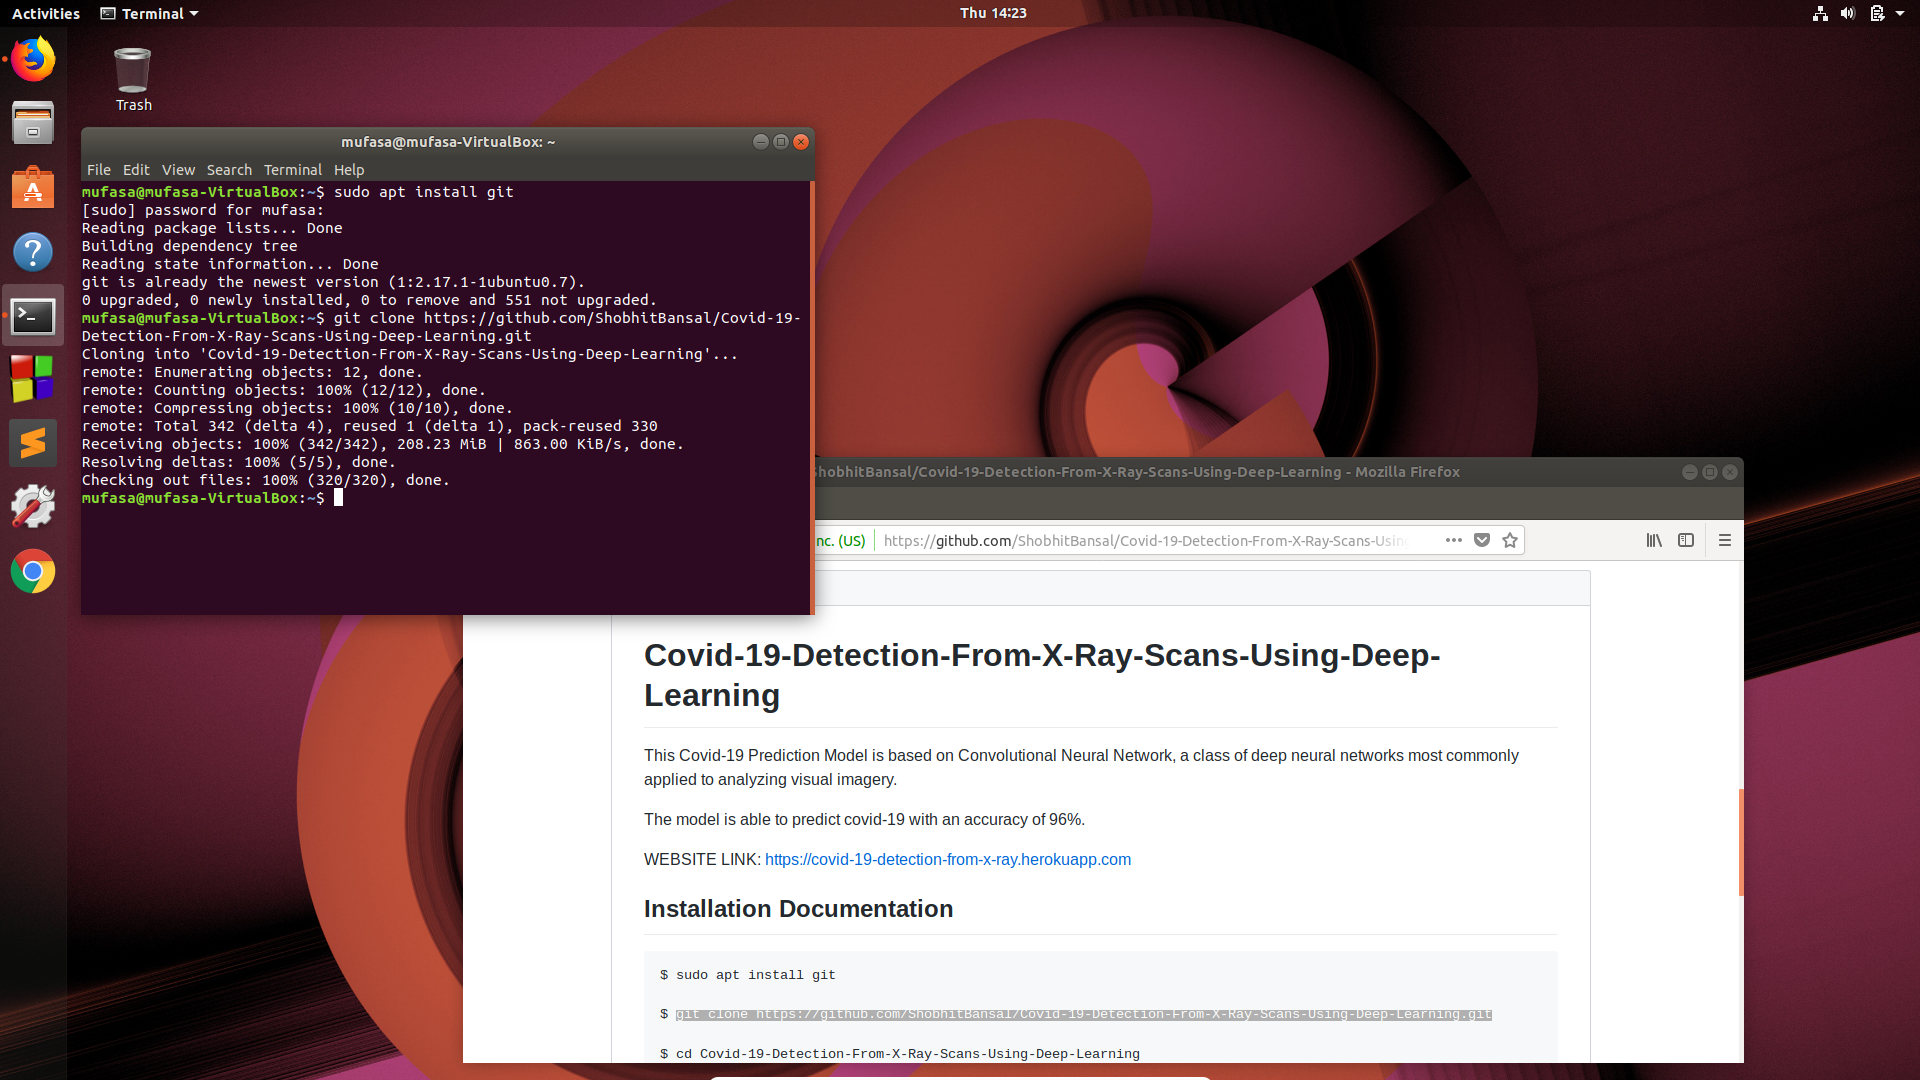 Activities
Terminal
Thu 14:23
Trash
mufasa@mufasa-VirtualBox: ~
File Edit View Search Terminal Help
mufasa@mufasa-VirtualBox:~$ sudo apt install git
[sudo] password for mufasa:
Reading package lists... Done
Building dependency tree
Reading state information... Done
git is already the newest version (1:2.17.1-1ubuntu0.7).
0 upgraded, 0 newly installed, 0 to remove and 551 not upgraded.
mufasa@mufasa-VirtualBox:~$ git clone https://github.com/ShobhitBansal/Covid-19-
Detection-From-X-Ray-Scans-Using-Deep-Learning.git
Cloning into 'Covid-19-Detection-From-X-Ray-Scans-Using-Deep-Learning'...
remote: Enumerating objects: 12, done.
remote: Counting objects: 100% (12/12), done.
remote: Compressing objects: 100% (10/10), done.
remote: Total 342 (delta 4), reused 1 (delta 1), pack-reused 330
Receiving objects: 100% (342/342), 208.23 MiB | 863.00 KiB/s, done.
Resolving deltas: 100% (5/5), done.
Checking out files: 100% (320/320), done.
mufasa@mufasa-VirtualBox:~$
ShobhitBansal/Covid-19-Detection-From-X-Ray-Scans-Using-Deep-Learning - Mozilla Firefox
nc. (US) https://github.com/ShobhitBansal/Covid-19-Detection-From-X-Ray-Scans-Using
Covid-19-Detection-From-X-Ray-Scans-Using-Deep-
Learning
This Covid-19 Prediction Model is based on Convolutional Neural Network, a class of deep neural networks most commonly
applied to analyzing visual imagery.
The model is able to predict covid-19 with an accuracy of 96%.
WEBSITE LINK: https://covid-19-detection-from-x-ray.herokuapp.com
Installation Documentation
$ sudo apt install git
$ git clone https://github.com/ShobhitBansal/Covid-19-Detection-From-X-Ray-Scans-Using-Deep-Learning.git
$ cd Covid-19-Detection-From-X-Ray-Scans-Using-Deep-Learning